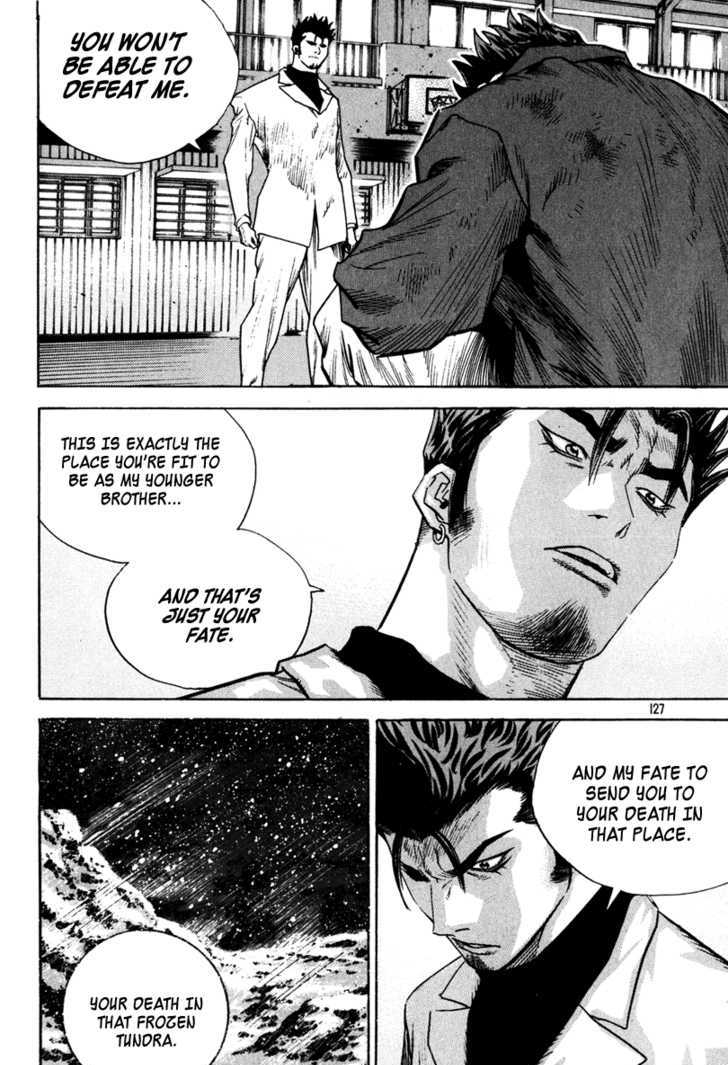 YOU WON'T
BE ABLE TO
DEFEAT ME.
THIS IS EXACTLY THE
PLACE YOU'RE FIT TO
BE AS MY YOUNGER
BROTHER...
AND THAT'S
JUST YOUR
FATE.
127
AND MY FATE TO
SEND YOU TO
YOUR DEATH IN
THAT PLACE.
YOUR DEATH IN
THAT FROZEN
TUNDRA.